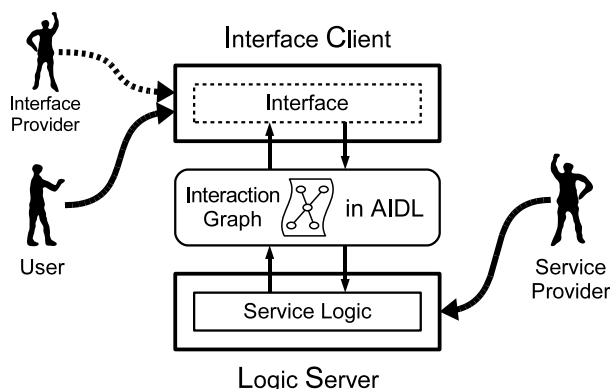 Interface Client
Interface
Interface
Provider
Interaction
Graph
in AIDL
User
Service
Provider
Service Logic
Logic Server